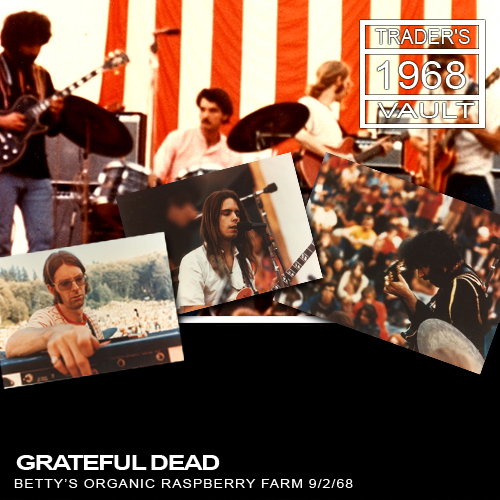 TRADER'S
1968
VAULT
GRATEFUL DEAD
BETTY'S ORGANIC RASPBERRY FARM 9/2/68